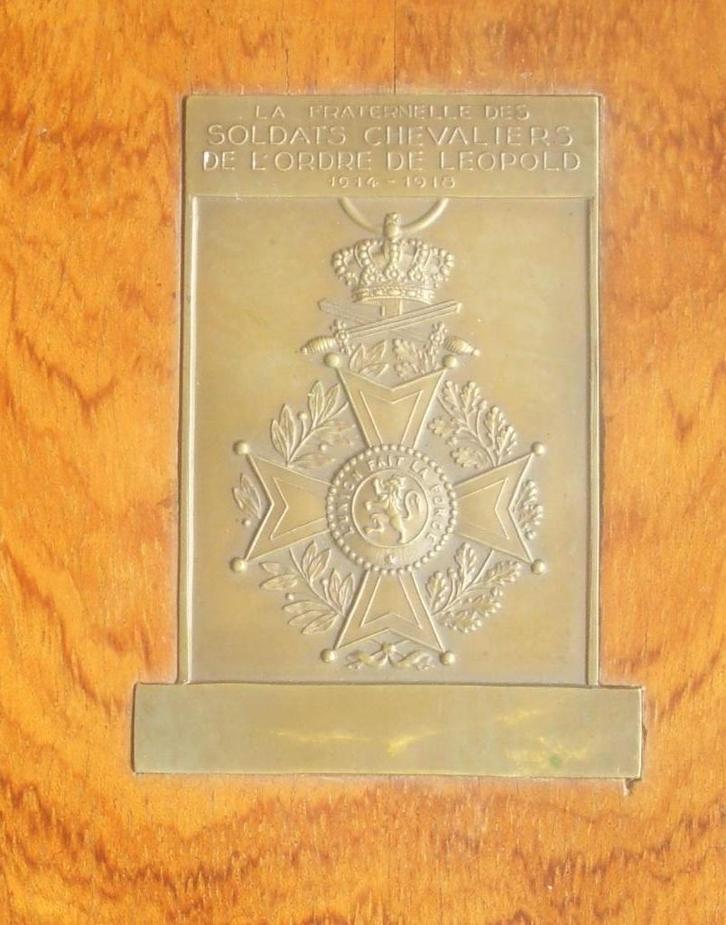 LA FRATERNELLE DES
SOLDATS CHEVALIERS
DE L'ORDRE DE LEOPOLD
1914 - 1918
L'UNION FAIT LA FORCE